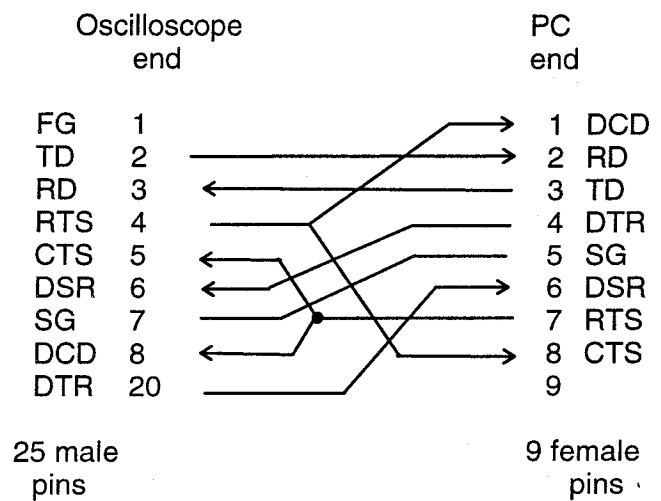 Oscilloscope end
PC end
FG 1
1 DCD
TD 2
2 RD
RD 3
3 TD
RTS 4
4 DTR
CTS 5
5 SG
DSR 6
6 DSR
SG 7
7 RTS
DCD 8
8 CTS
DTR 20
9
25 male pins
9 female pins